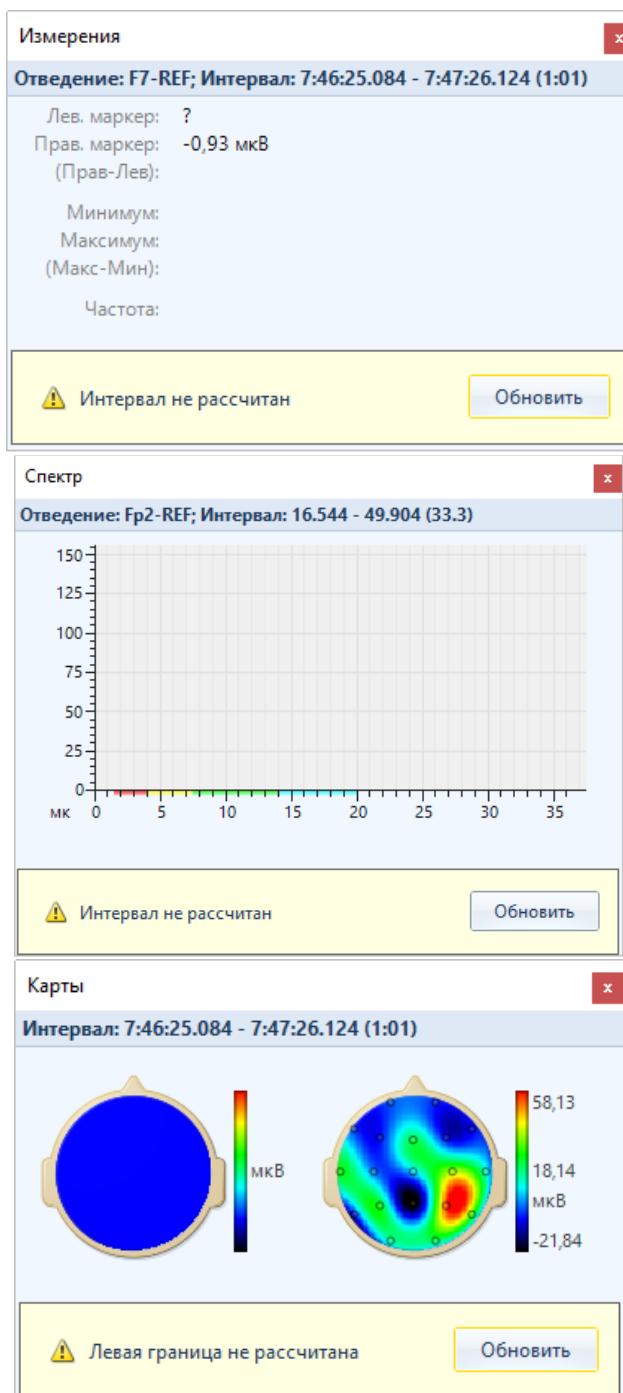 Измерения
x
Отведение: F7-REF; Интервал: 7:46:25.084 - 7:47:26.124 (1:01)
Лев. маркер: ?
Прав. маркер: -0,93 мкВ
(Прав-Лев):
Минимум:
Максимум:
(Макс-Мин):
Частота:
Интервал не рассчитан
Обновить
Спектр
x
Отведение: Fp2-REF; Интервал: 16.544 - 49.904 (33.3)
150
125
100
75
50
25
0
мк 0 5 10 15 20 25 30 35
Интервал не рассчитан
Обновить
Карты
x
Интервал: 7:46:25.084 - 7:47:26.124 (1:01)
мкВ
58,13
18,14
мкВ
-21,84
Левая граница не рассчитана
Обновить